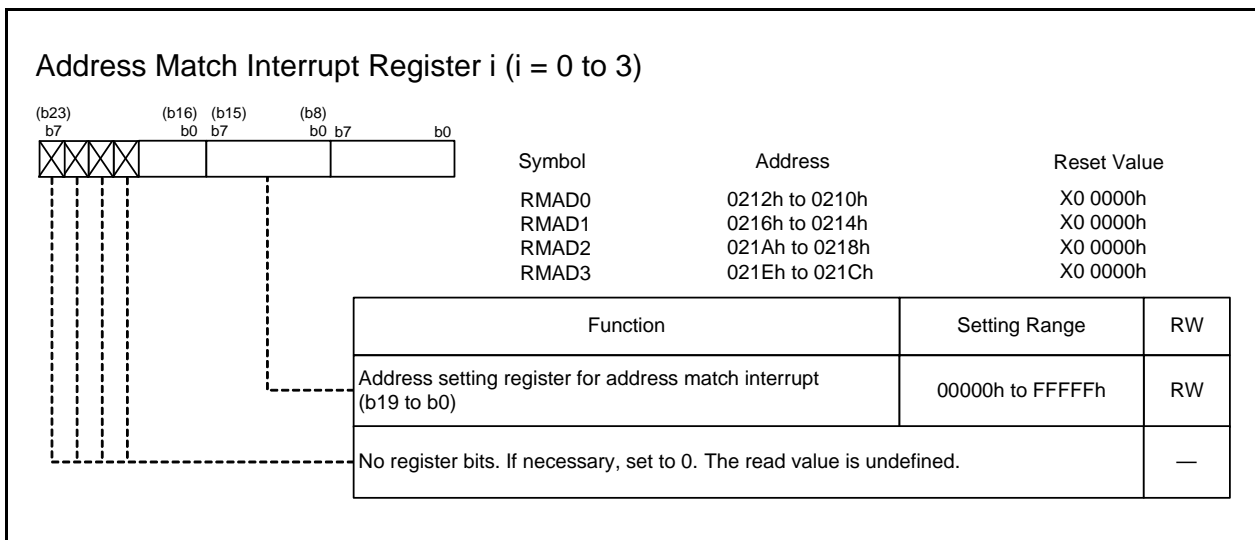 Address Match Interrupt Register i (i = 0 to 3)
(b23) (b16) (b15) (b8)
b7 b0 b7 b0 b7 b0
Symbol Address Reset Value
RMAD0 0212h to 0210h X0 0000h
RMAD1 0216h to 0214h X0 0000h
RMAD2 021Ah to 0218h X0 0000h
RMAD3 021Eh to 021Ch X0 0000h
Function Setting Range RW
Address setting register for address match interrupt
(b19 to b0) 00000h to FFFFFh RW
No register bits. If necessary, set to 0. The read value is undefined. —